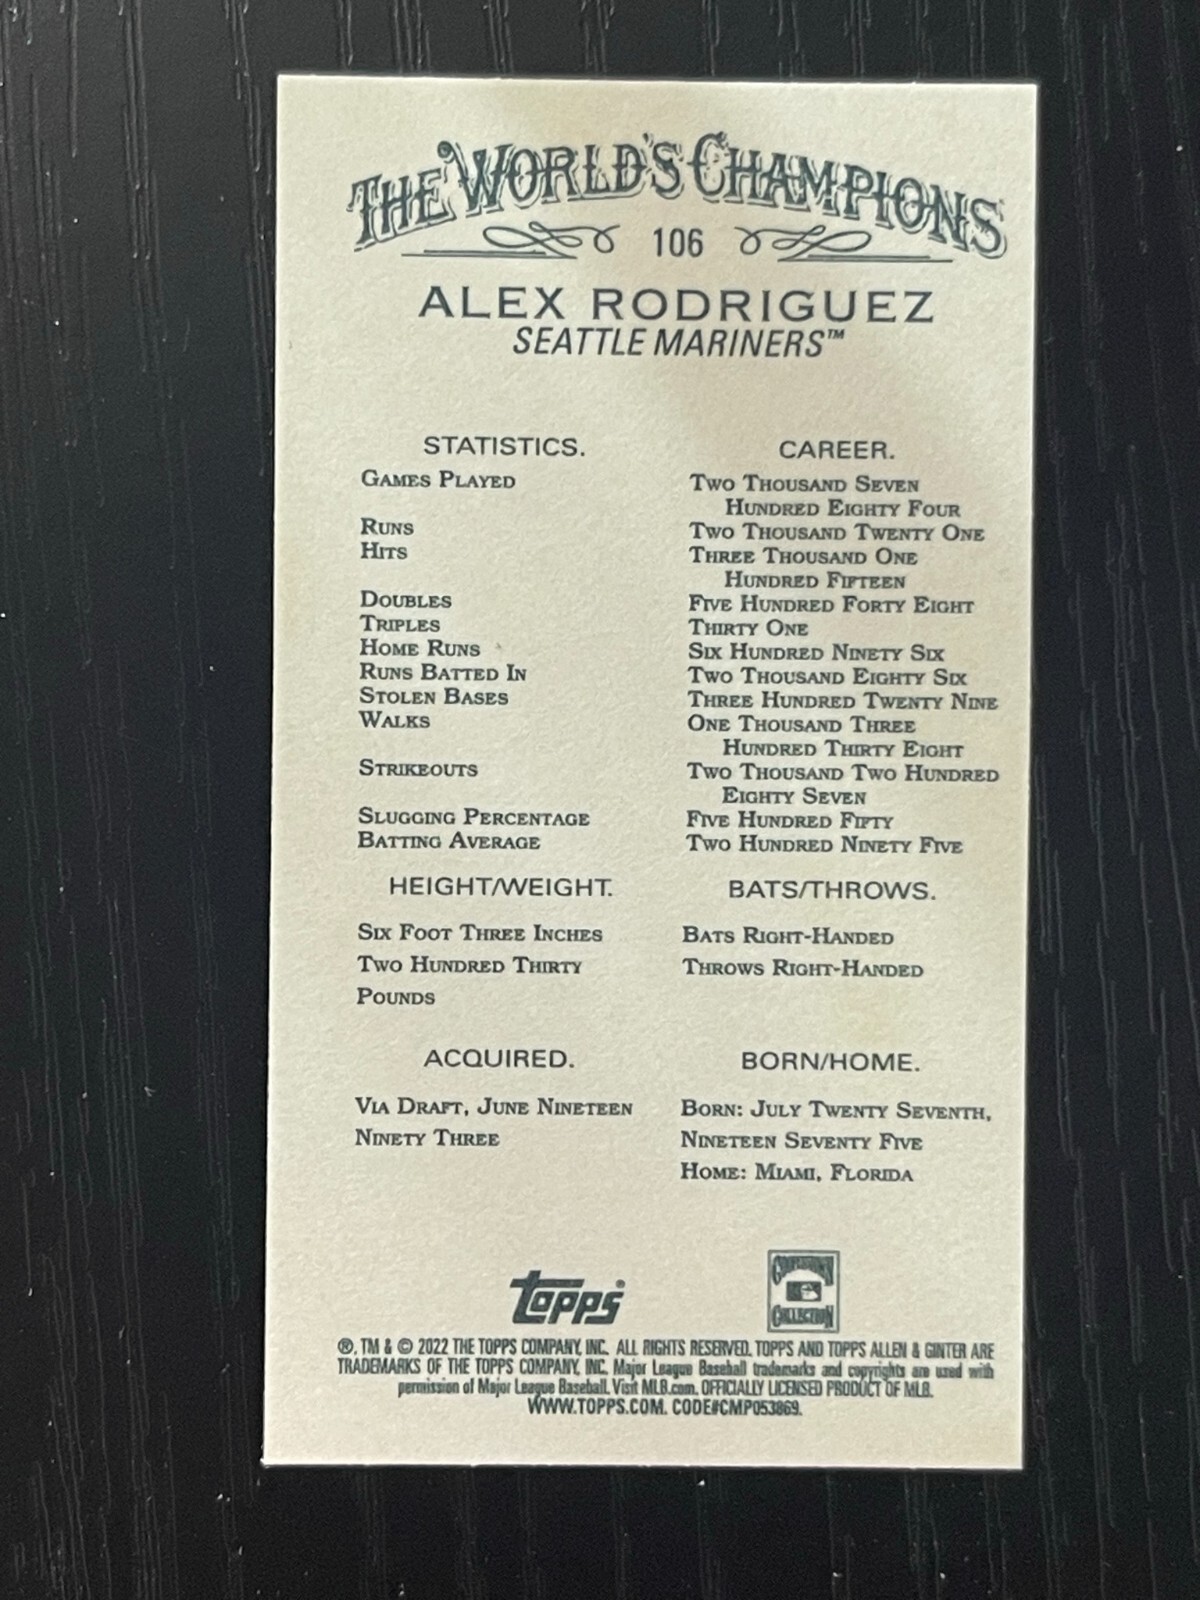 THE WORLD'S CHAMPIONS
106
ALEX RODRIGUEZ
SEATTLE MARINERS™
STATISTICS. CAREER.
GAMES PLAYED TWO THOUSAND SEVEN
HUNDRED EIGHTY FOUR
RUNS TWO THOUSAND TWENTY ONE
HITS THREE THOUSAND ONE
HUNDRED FIFTEEN
DOUBLES FIVE HUNDRED FORTY EIGHT
TRIPLES THIRTY ONE
HOME RUNS SIX HUNDRED NINETY SIX
RUNS BATTED IN TWO THOUSAND EIGHTY SIX
STOLEN BASES THREE HUNDRED TWENTY NINE
WALKS ONE THOUSAND THREE
HUNDRED THIRTY EIGHT
STRIKEOUTS TWO THOUSAND TWO HUNDRED
EIGHTY SEVEN
SLUGGING PERCENTAGE FIVE HUNDRED FIFTY
BATTING AVERAGE TWO HUNDRED NINETY FIVE
HEIGHT/WEIGHT.
SIX FOOT THREE INCHES
TWO HUNDRED THIRTY
POUNDS
BATS/THROWS.
BATS RIGHT-HANDED
THROWS RIGHT-HANDED
ACQUIRED.
VIA DRAFT, JUNE NINETEEN
NINETY THREE
BORN/HOME.
BORN: JULY TWENTY SEVENTH,
NINETEEN SEVENTY FIVE
HOME: MIAMI, FLORIDA
topps®
COOPERSTOWN
COLLECTION
®, TM & © 2022 THE TOPPS COMPANY, INC. ALL RIGHTS RESERVED. TOPPS AND TOPPS ALLEN & GINTER ARE
TRADEMARKS OF THE TOPPS COMPANY, INC. Major League Baseball trademarks and copyrights are used with
permission of Major League Baseball. Visit MLB.com. OFFICIALLY LICENSED PRODUCT OF MLB.
WWW.TOPPS.COM. CODE#CMP053869.